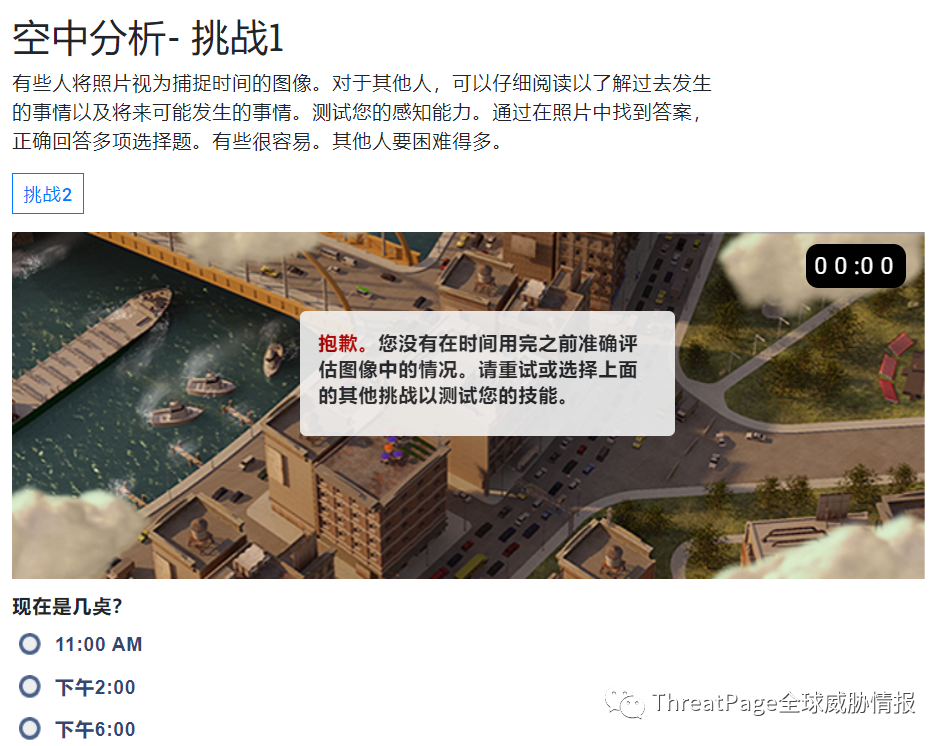 空中分析- 挑战1
有些人将照片视为捕捉时间的图像。对于其他人，可以仔细阅读以了解过去发生
的事情以及将来可能发生的事情。测试您的感知能力。通过在照片中找到答案，
正确回答多项选择题。有些很容易。其他人要困难得多。
挑战2
00:00
抱歉。您没有在时间用完之前准确评
估图像中的情况。请重试或选择上面
的其他挑战以测试您的技能。
现在是几点？
11:00 AM
下午2:00
下午6:00
ThreatPage全球威胁情报